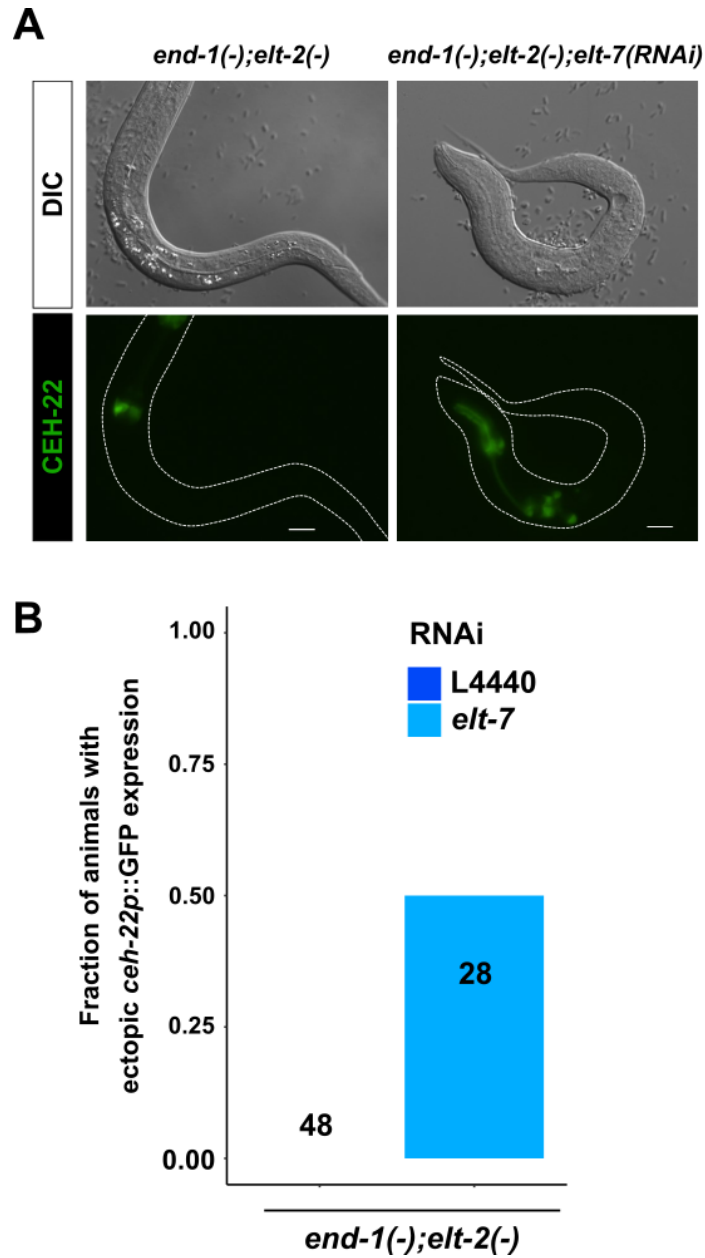 A
end-1(-);elt-2(-)
end-1(-);elt-2(-);elt-7(RNAi)
DIC
CEH-22
B
Fraction of animals with
ectopic ceh-22p::GFP expression
1.00
0.75
0.50
0.25
0.00
RNAi
L4440
elt-7
48
28
end-1(-);elt-2(-)